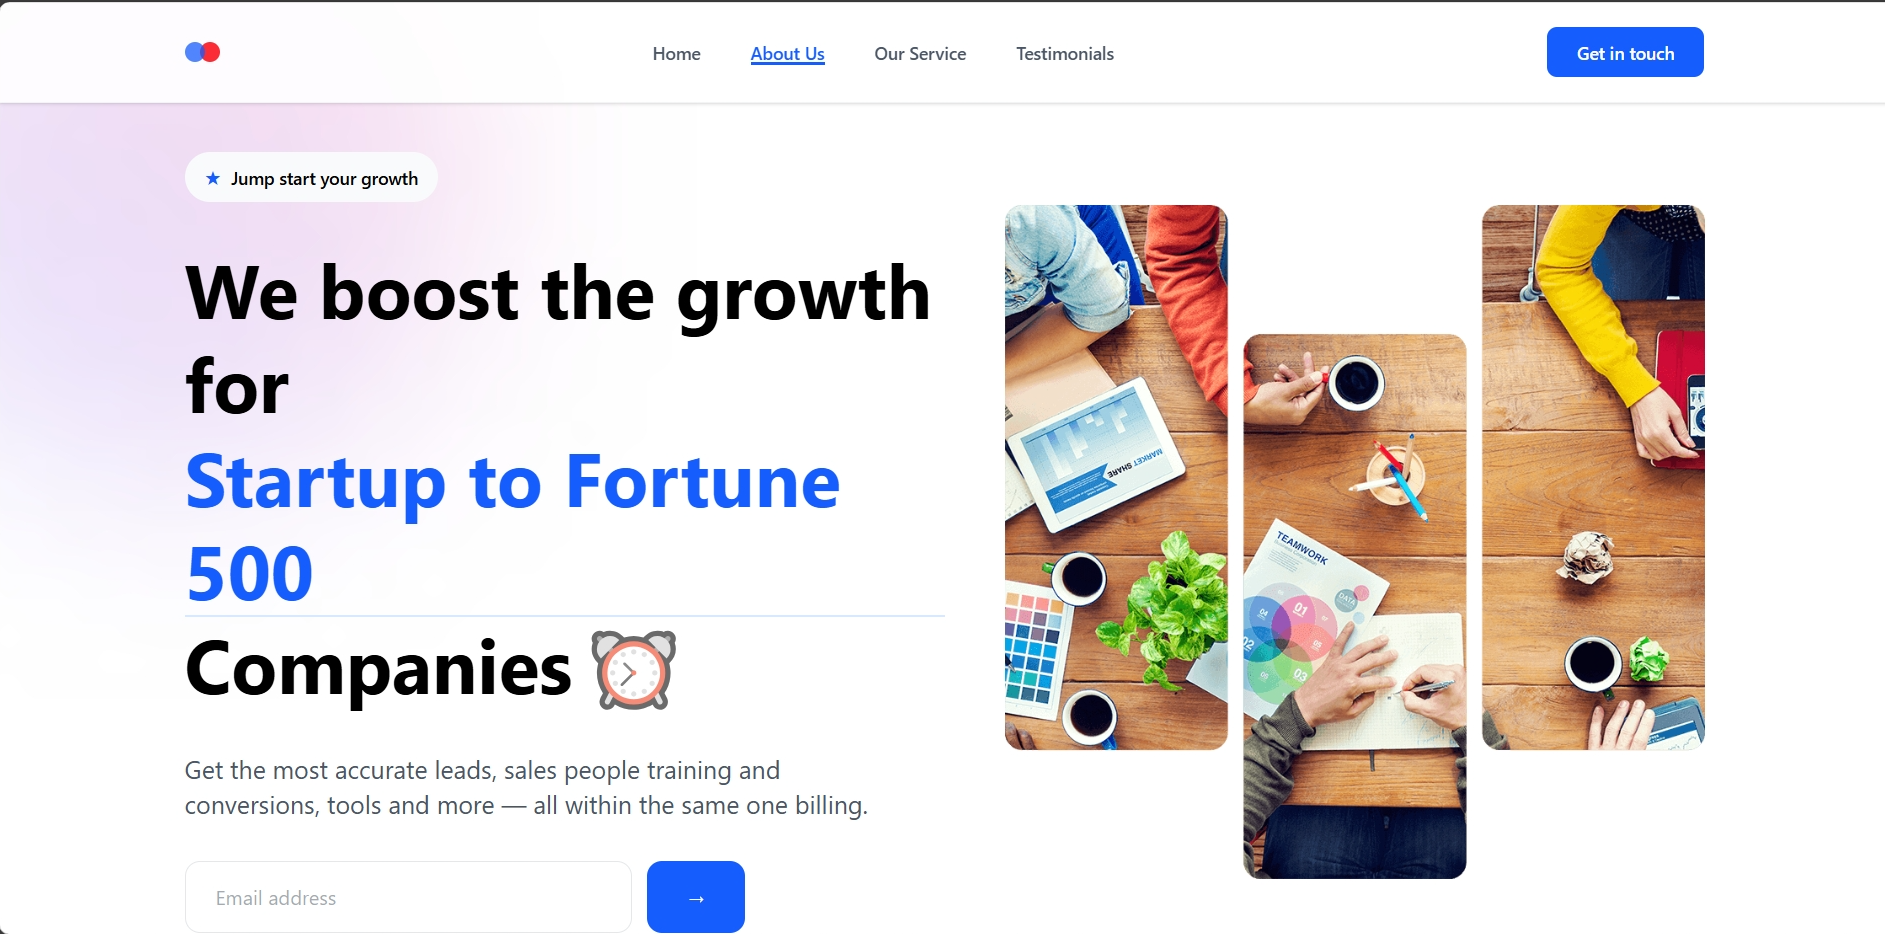 Home
About Us
Our Service
Testimonials
Get in touch
★ Jump start your growth
We boost the growth
for
Startup to Fortune
500
Companies ⏰
Get the most accurate leads, sales people training and
conversions, tools and more — all within the same one billing.
Email address
→
MARKET SHARE
TEAMWORK
DATA
01
04
05
02
03
06